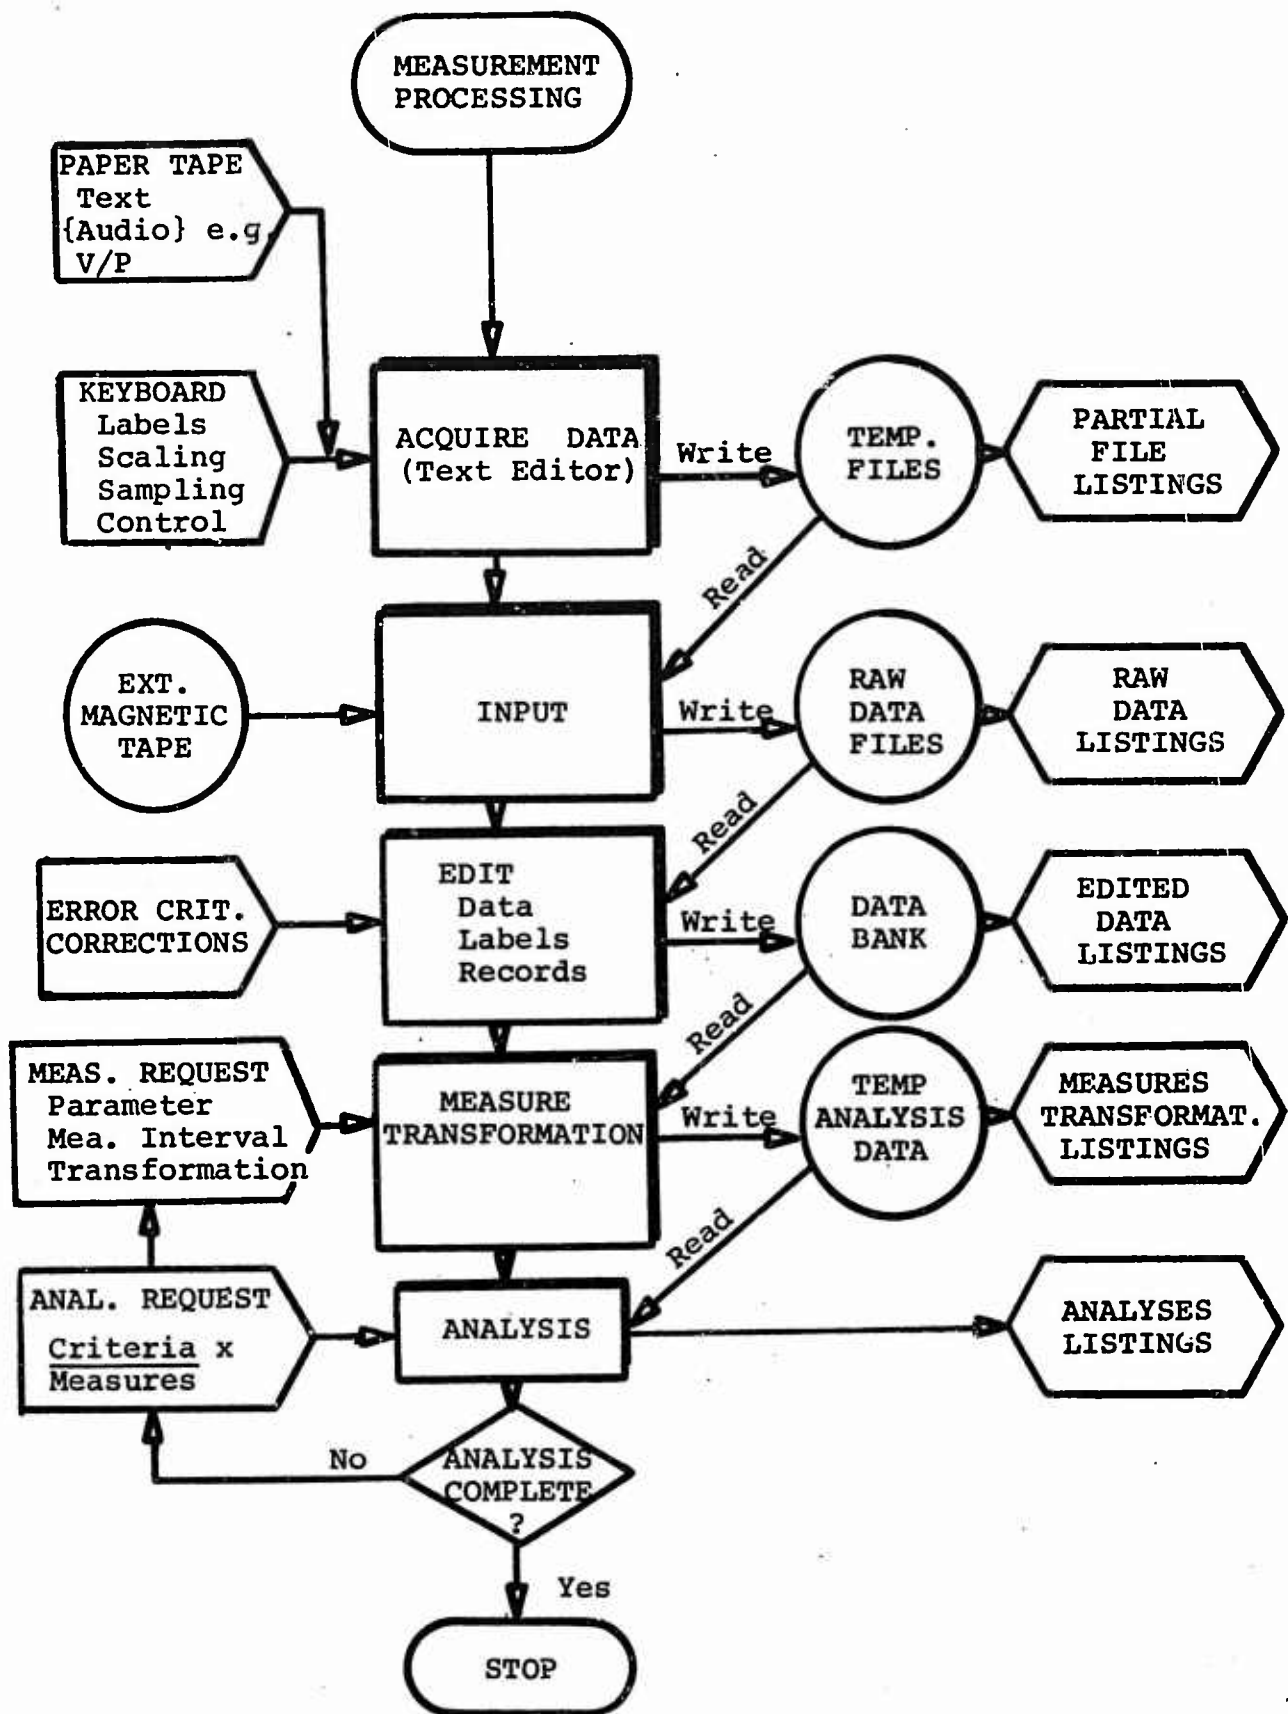 MEASUREMENT
PROCESSING
PAPER TAPE
Text
{Audio} e.g.
V/P
KEYBOARD
Labels
Scaling
Sampling
Control
ACQUIRE DATA
(Text Editor)
Write
TEMP.
FILES
PARTIAL
FILE
LISTINGS
Read
EXT.
MAGNETIC
TAPE
INPUT
Write
RAW
DATA
FILES
RAW
DATA
LISTINGS
Read
ERROR CRIT.
CORRECTIONS
EDIT
Data
Labels
Records
Write
DATA
BANK
EDITED
DATA
LISTINGS
Read
MEAS. REQUEST
Parameter
Mea. Interval
Transformation
MEASURE
TRANSFORMATION
Write
TEMP
ANALYSIS
DATA
MEASURES
TRANSFORMAT.
LISTINGS
Read
ANAL. REQUEST
Criteria x
Measures
ANALYSIS
ANALYSES
LISTINGS
No
ANALYSIS
COMPLETE
?
Yes
STOP